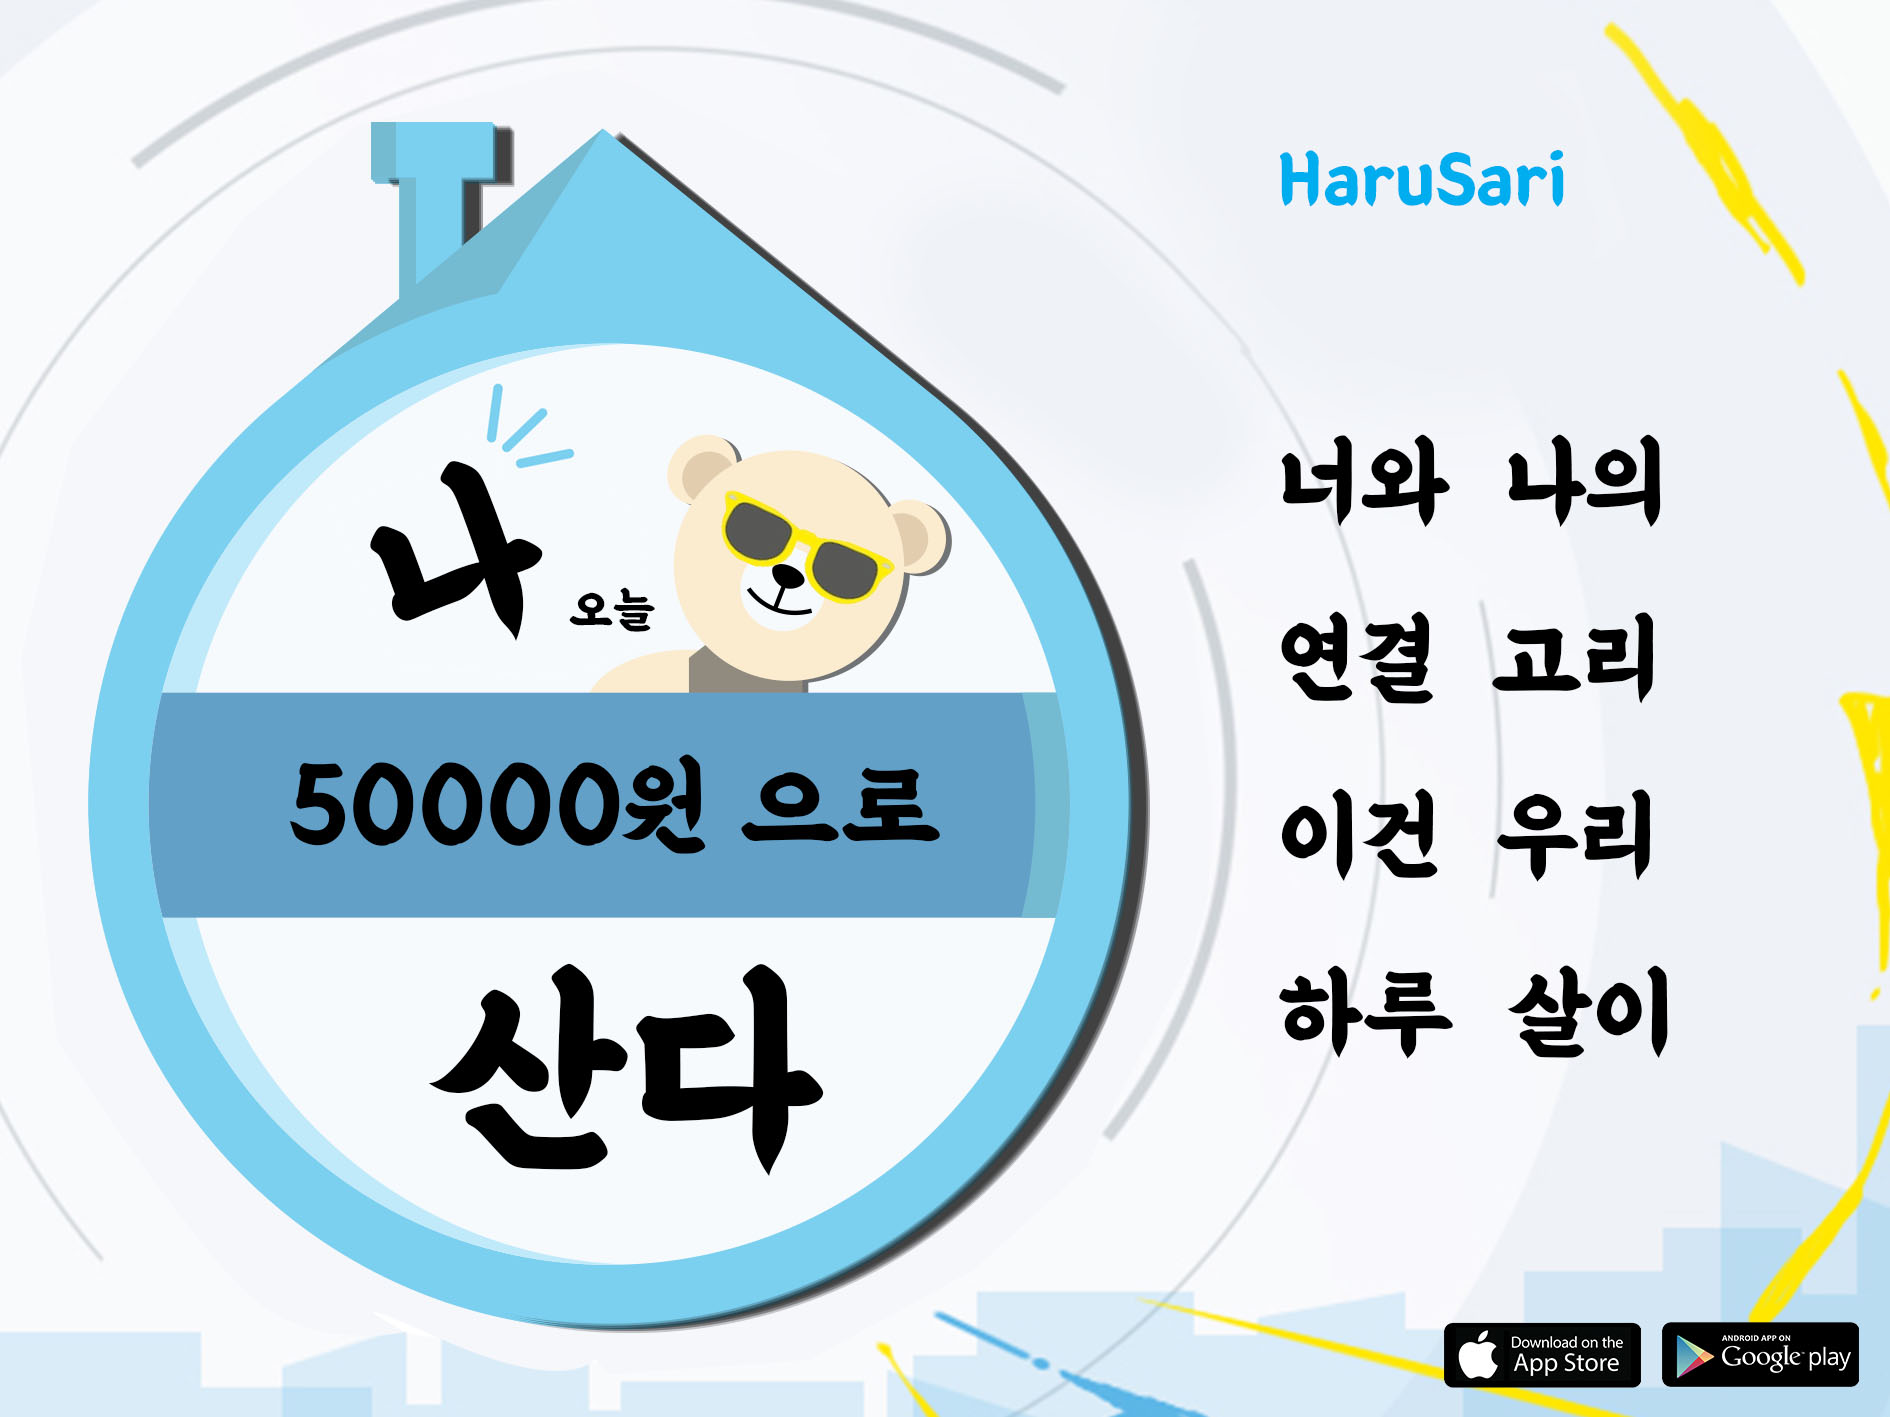 HaruSari
나 오늘
50000원 으로
산다
너와 나의
연결 고리
이건 우리
하루 살이
Download on the
App Store
ANDROID APP ON
Google play